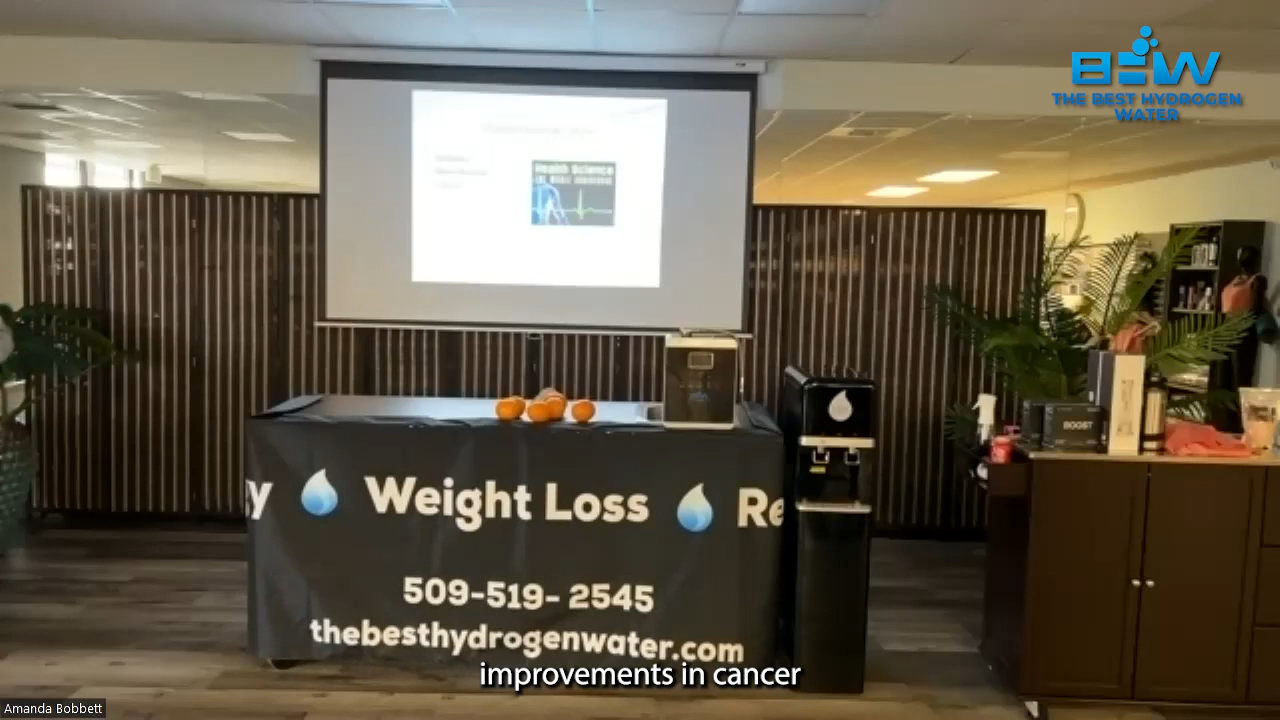 BHW
THE BEST HYDROGEN
WATER
Health Science
BOOST
y Weight Loss Re
509-519- 2545
thebesthydrogenwater.com
improvements in cancer
Amanda Bobbett